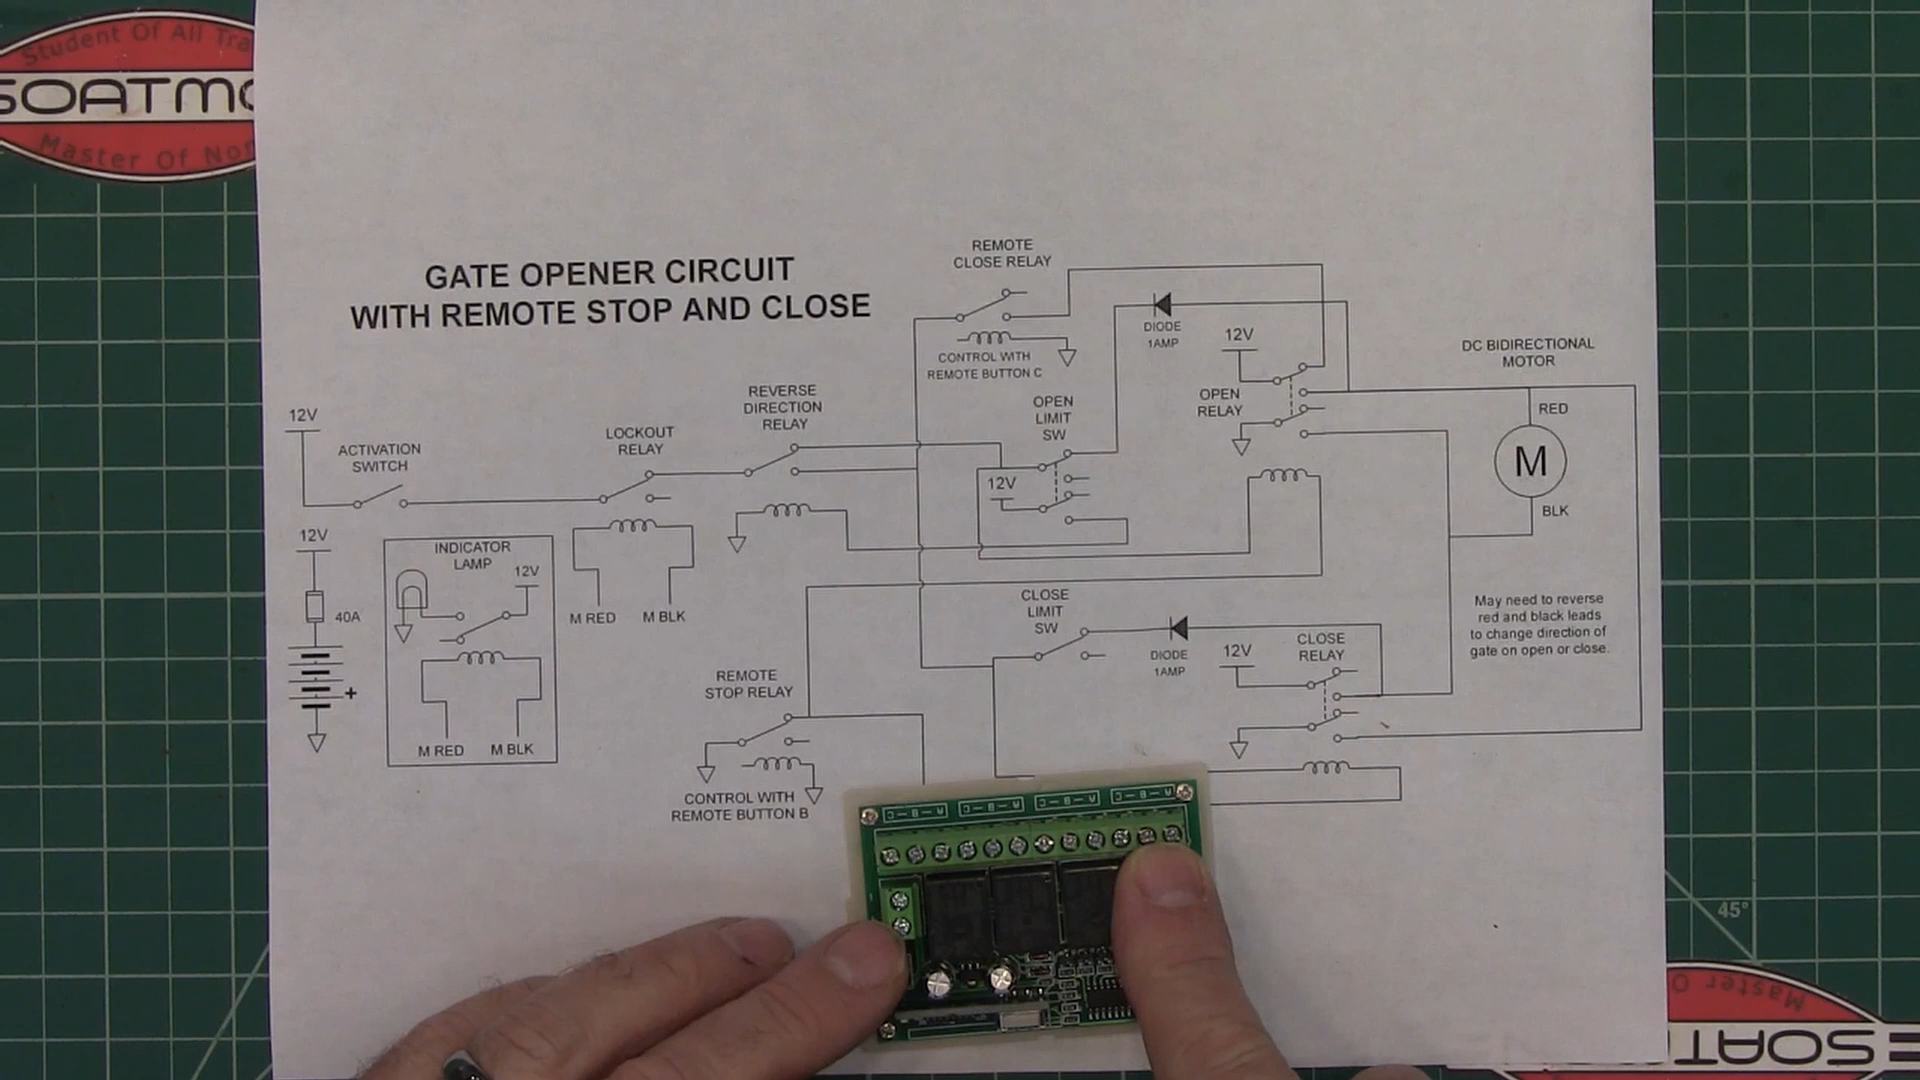 Student Of All Tra
SOATMO
Master Of Non
GATE OPENER CIRCUIT
WITH REMOTE STOP AND CLOSE
REMOTE
CLOSE RELAY
CONTROL WITH
REMOTE BUTTON C
DIODE
1AMP
12V
OPEN
RELAY
DC BIDIRECTIONAL
MOTOR
RED
M
BLK
12V
ACTIVATION
SWITCH
LOCKOUT
RELAY
REVERSE
DIRECTION
RELAY
OPEN
LIMIT
SW
12V
12V
40A
+
INDICATOR
LAMP
12V
M RED
M BLK
M RED
M BLK
REMOTE
STOP RELAY
CONTROL WITH
REMOTE BUTTON B
CLOSE
LIMIT
SW
DIODE
1AMP
12V
CLOSE
RELAY
May need to reverse
red and black leads
to change direction of
gate on open or close.
C-B-A
C-B-A
C-B-A
C-B-A
45°
Maste
O
E SOAT